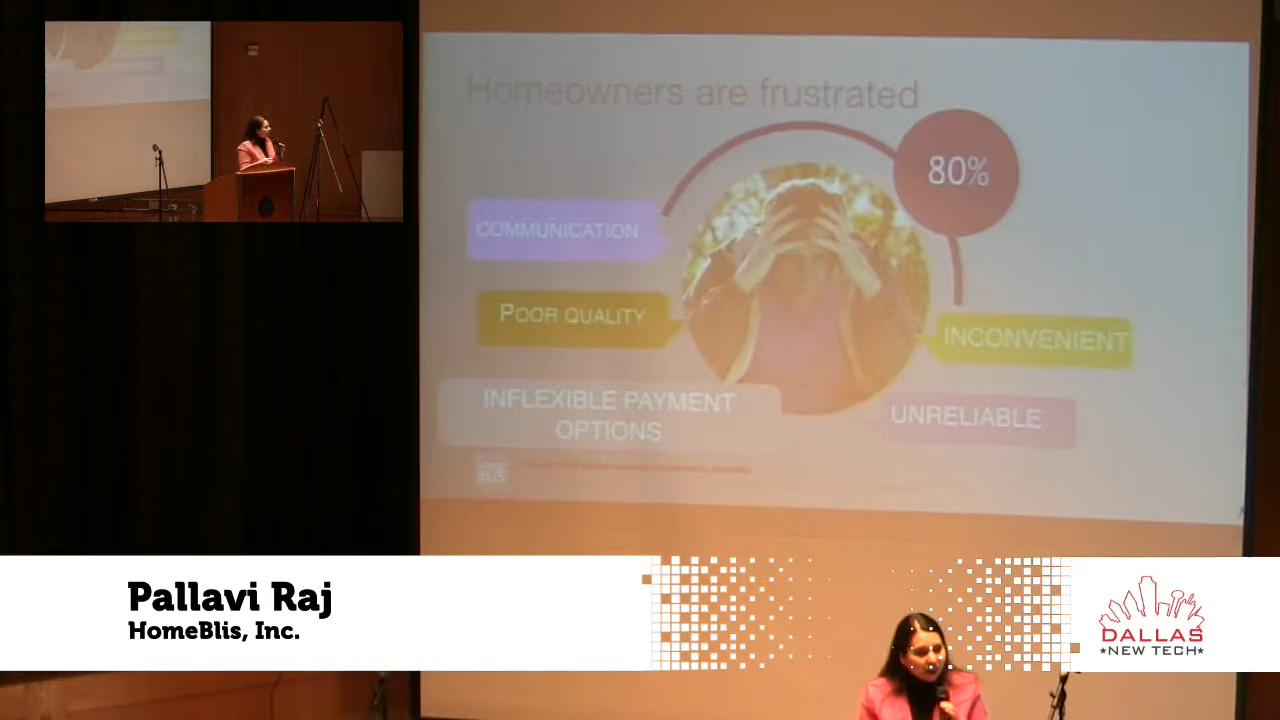 Homeowners are frustrated
80%
COMMUNICATION
POOR QUALITY
INCONVENIENT
INFLEXIBLE PAYMENT
OPTIONS
UNRELIABLE
BLIS
Pallavi Raj
HomeBlis, Inc.
DALLAS
NEW TECH